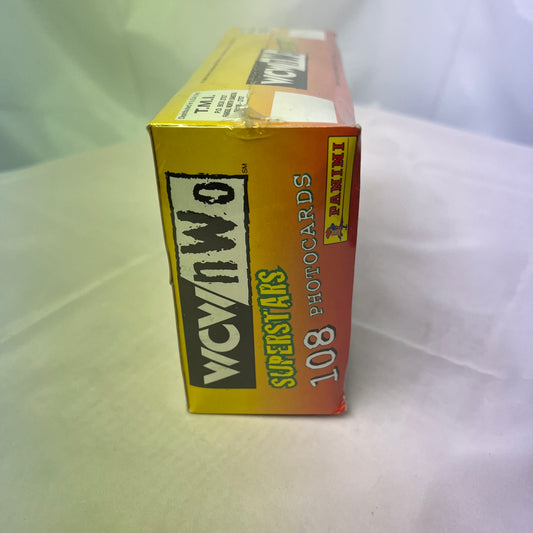 WCW/nWo
SM
SUPERSTARS
108 PHOTOCARDS
PANINI
T.M.I.
WCW/n